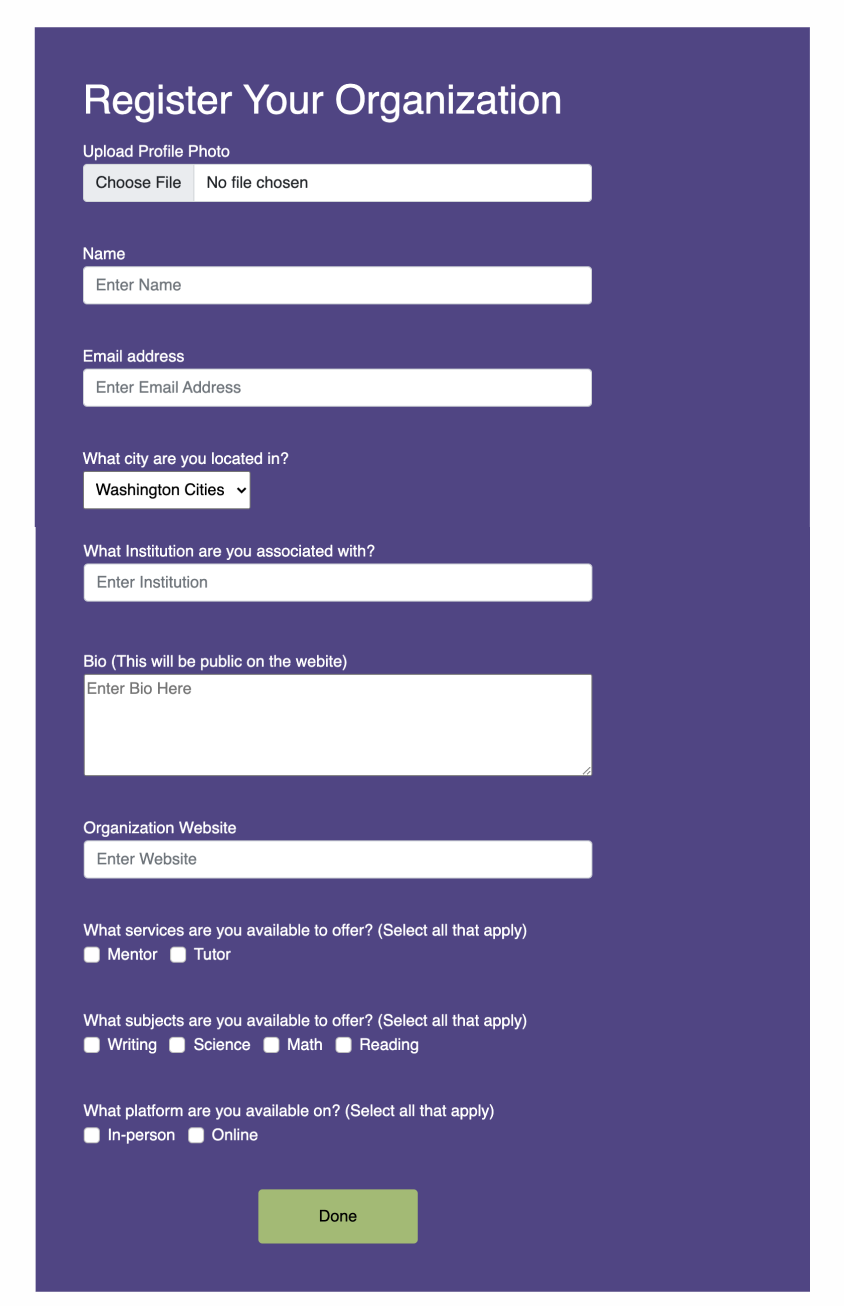 Register Your Organization
Upload Profile Photo
Choose File No file chosen
Name
Enter Name
Email address
Enter Email Address
What city are you located in?
Washington Cities
What Institution are you associated with?
Enter Institution
Bio (This will be public on the webite)
Enter Bio Here
Organization Website
Enter Website
What services are you available to offer? (Select all that apply)
Mentor Tutor
What subjects are you available to offer? (Select all that apply)
Writing Science Math Reading
What platform are you available on? (Select all that apply)
In-person Online
Done